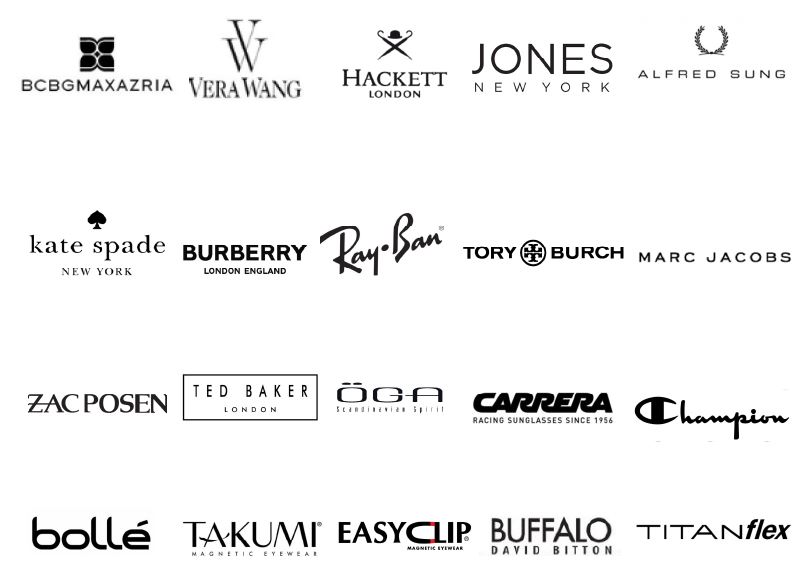 BCBGMAXAZRIA
VERA WANG
HACKETT
LONDON
JONES
NEW YORK
ALFRED SUNG
kate spade
NEW YORK
BURBERRY
LONDON ENGLAND
Ray-Ban
TORY BURCH
MARC JACOBS
ZAC POSEN
TED BAKER
LONDON
ÖGA
Scandinavian Spirit
CARRERA
RACING SUNGLASSES SINCE 1956
Champion
bollé
TAKUMI®
MAGNETIC EYEWEAR
EASYCLIP®
MAGNETIC EYEWEAR
BUFFALO
DAVID BITTON
TITANflex